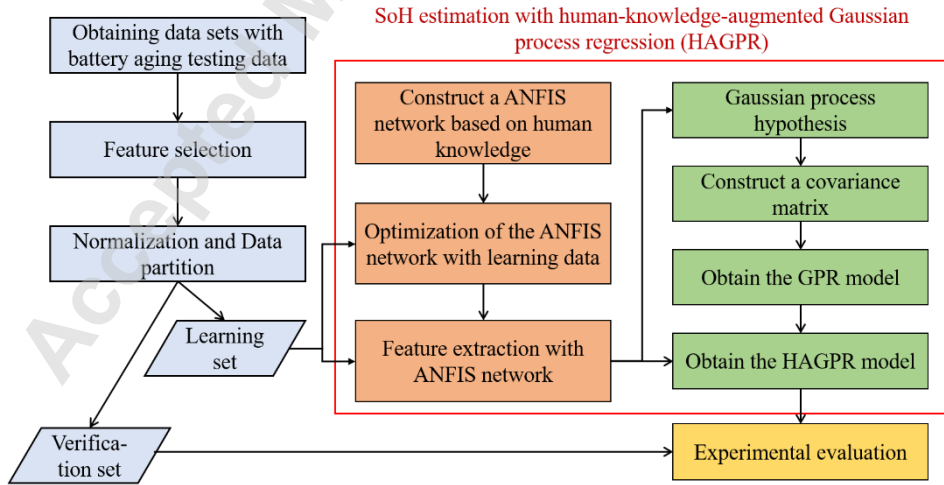 SoH estimation with human-knowledge-augmented Gaussian
process regression (HAGPR)
Obtaining data sets with
battery aging testing data
Feature selection
Normalization and Data
partition
Learning
set
Verifica-
tion set
Construct a ANFIS
network based on human
knowledge
Optimization of the ANFIS
network with learning data
Feature extraction with
ANFIS network
Gaussian process
hypothesis
Construct a covariance
matrix
Obtain the GPR model
Obtain the HAGPR model
Experimental evaluation
Accepted M